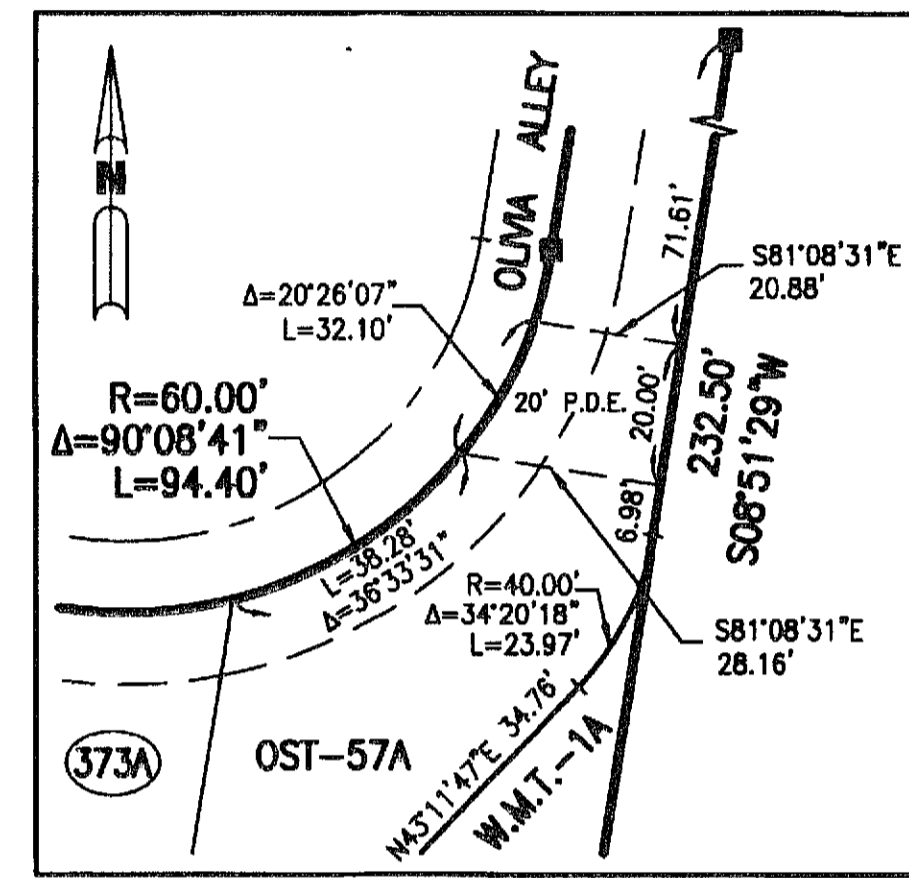 N
OLIVIA ALLEY
71.61'
S81°08'31"E
20.88'
Δ=20°26'07"
L=32.10'
R=60.00'
Δ=90°08'41"
L=94.40'
20' P.D.E.
20.00'
232.50'
S08°51'29"W
6.98'
L=38.28'
Δ=36°33'31"
R=40.00'
Δ=34°20'18"
L=23.97'
S81°08'31"E
28.16'
N43°11'47"E 34.76'
W.M.T.-1A
373A
OST-57A